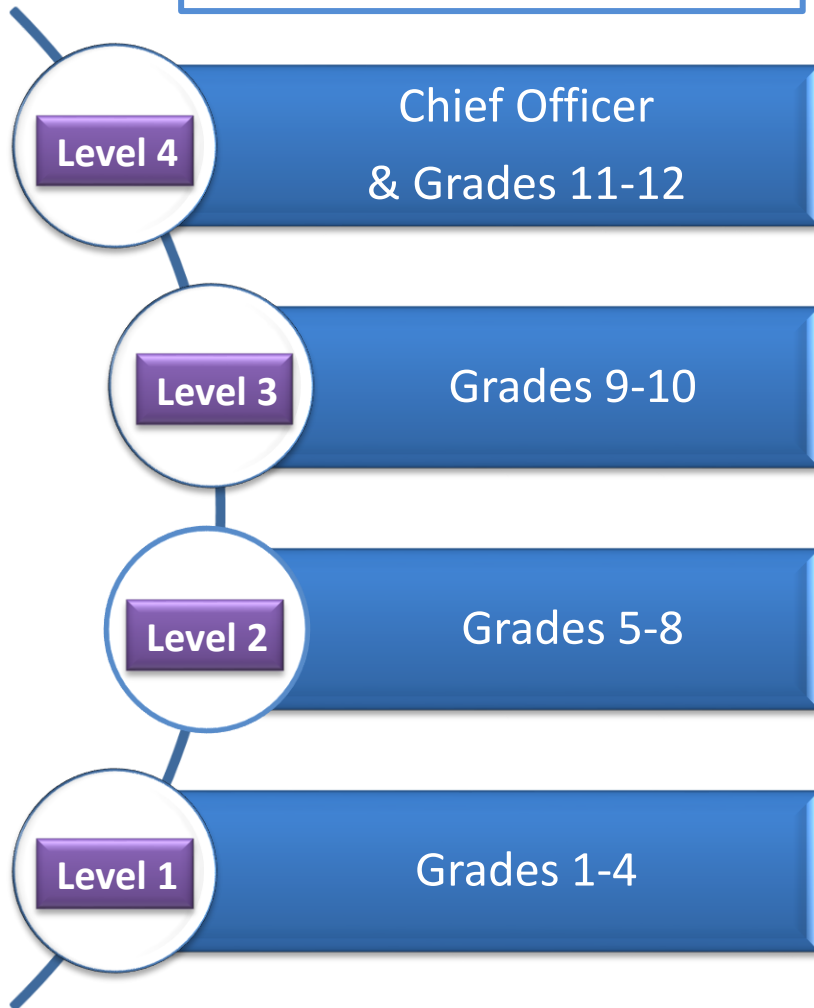 Level 4
Chief Officer
& Grades 11-12
Level 3
Grades 9-10
Level 2
Grades 5-8
Level 1
Grades 1-4